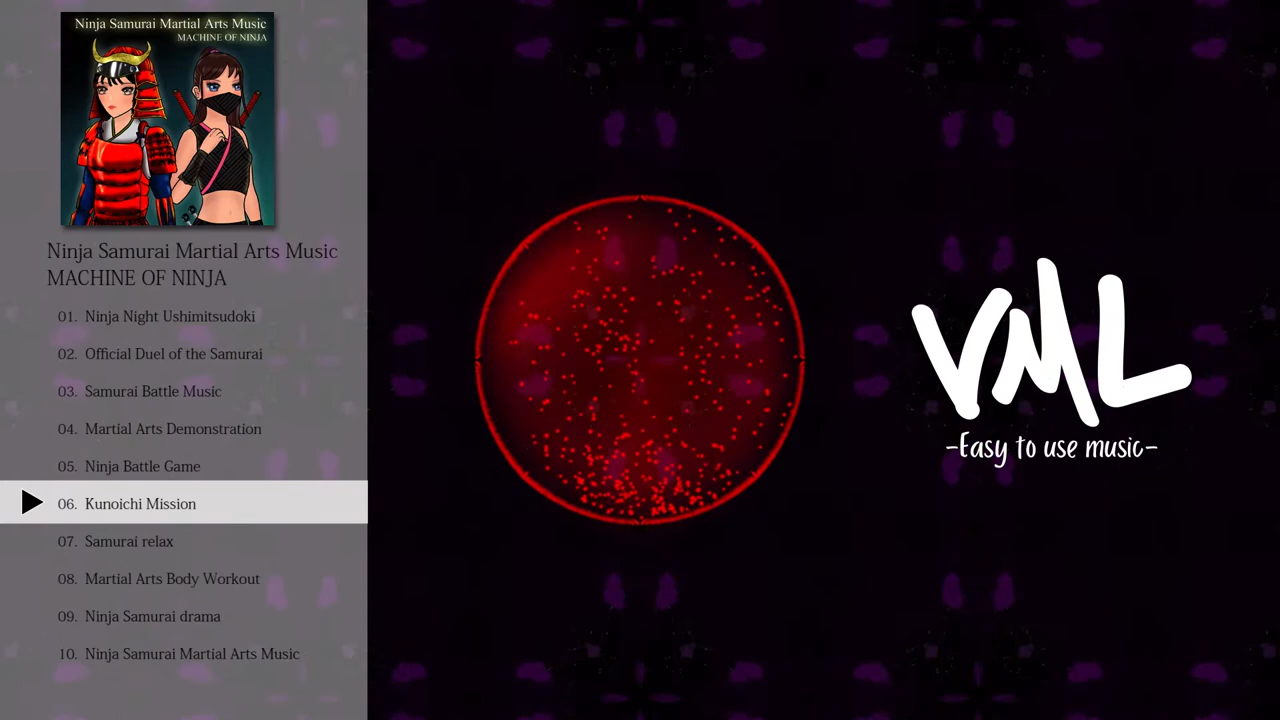 Ninja Samurai Martial Arts Music
MACHINE OF NINJA
Ninja Samurai Martial Arts Music
MACHINE OF NINJA
01. Ninja Night Ushimitsudoki
02. Official Duel of the Samurai
03. Samurai Battle Music
04. Martial Arts Demonstration
05. Ninja Battle Game
06. Kunoichi Mission
07. Samurai relax
08. Martial Arts Body Workout
09. Ninja Samurai drama
10. Ninja Samurai Martial Arts Music
VML
-Easy to use music-